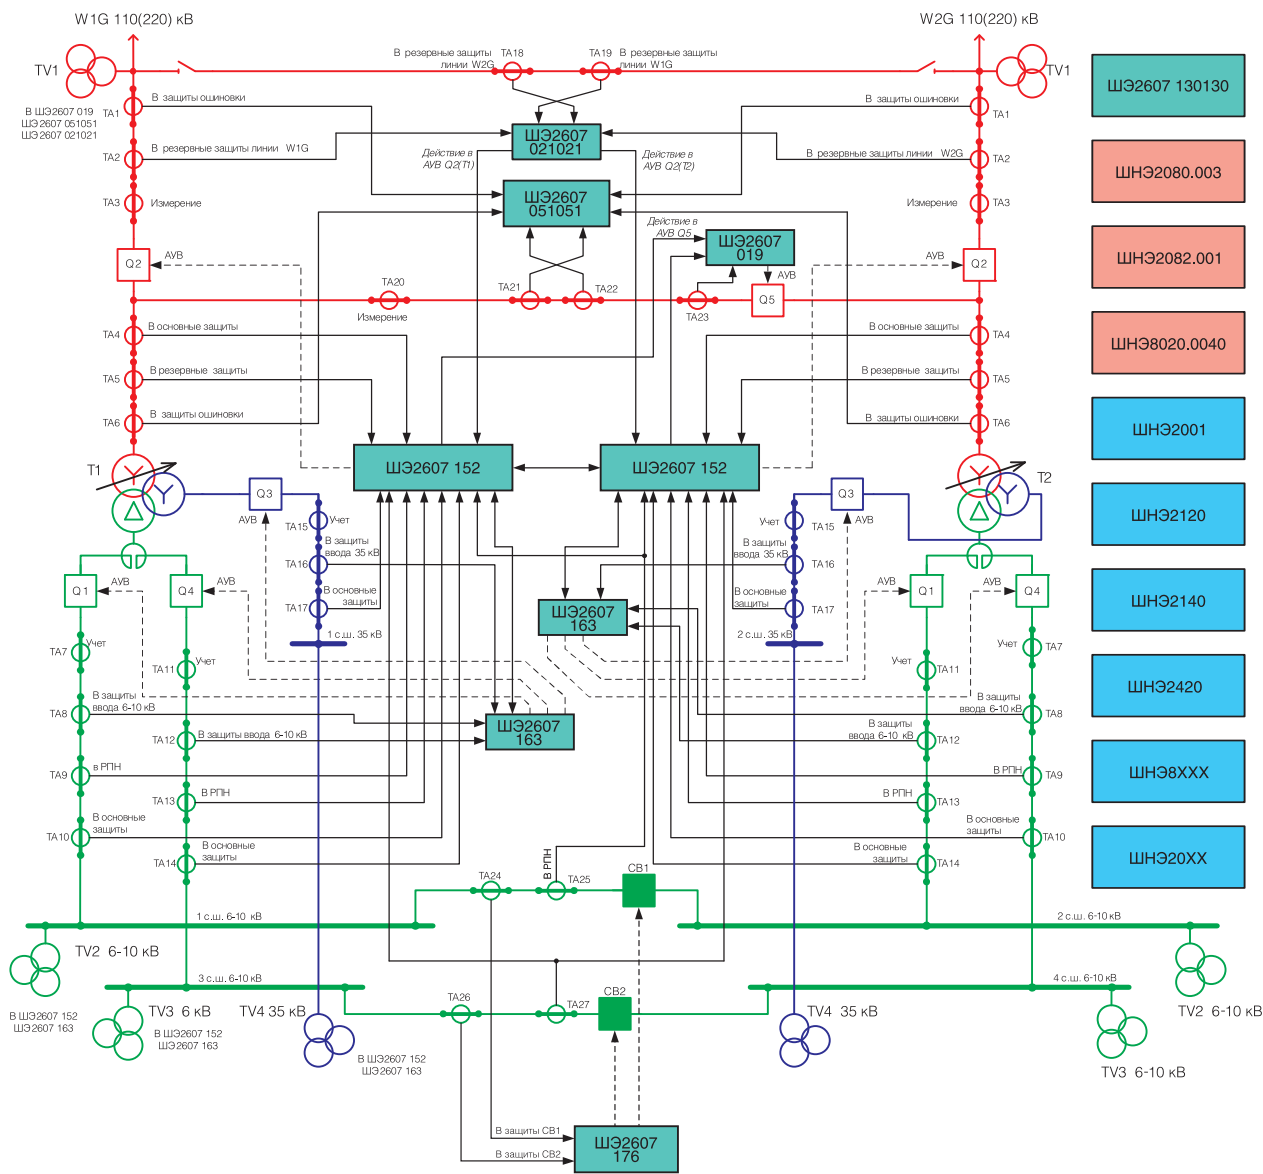 W1G 110(220) кВ
W2G 110(220) кВ
TV1
В резервные защиты
линии W2G
TA18
TA19
В резервные защиты
линии W1G
TV1
В ШЭ2607 019
ШЭ2607 051051
ШЭ2607 021021
TA1
В защиты ошиновки
В защиты ошиновки
TA1
ШЭ2607
021021
TA2
В резервные защиты линии W1G
В резервные защиты линии W2G
TA2
Действие в
АУВ Q2(T1)
Действие в
АУВ Q2(T2)
TA3
Измерение
ШЭ2607
051051
Измерение
TA3
Действие в
АУВ Q5
ШЭ2607
019
Q2
АУВ
АУВ
Q2
АУВ
TA20
Измерение
TA21
TA22
TA23
Q5
TA4
В основные защиты
В основные защиты
TA4
TA5
В резервные защиты
В резервные защиты
TA5
TA6
В защиты ошиновки
В защиты ошиновки
TA6
T1
ШЭ2607 152
ШЭ2607 152
T2
Q3
АУВ
Q3
АУВ
TA15
Учет
Учет
TA15
В защиты
ввода 35 кВ
TA16
В защиты
ввода 35 кВ
TA16
В основные
защиты
TA17
В основные
защиты
TA17
Q1
АУВ
Q4
АУВ
АУВ
Q1
АУВ
Q4
ШЭ2607
163
1 с.ш. 35 кВ
2 с.ш. 35 кВ
TA7
Учет
TA11
Учет
Учет
TA11
Учет
TA7
В защиты
ввода 6-10 кВ
TA8
В защиты
ввода 6-10 кВ
TA8
ШЭ2607
163
TA12
В защиты ввода 6-10 кВ
В защиты
ввода 6-10 кВ
TA12
TA9
в РПН
В РПН
TA9
TA13
В РПН
В РПН
TA13
TA10
В основные
защиты
В основные
защиты
TA10
TA14
В основные
защиты
В основные
защиты
TA14
TA24
В РПН
TA25
СВ1
1 с.ш. 6-10 кВ
2 с.ш. 6-10 кВ
TV2 6-10 кВ
3 с.ш. 6-10 кВ
4 с.ш. 6-10 кВ
В ШЭ2607 152
ШЭ2607 163
TV3 6 кВ
В ШЭ2607 152
ШЭ2607 163
TV4 35 кВ
В ШЭ2607 152
ШЭ2607 163
TA26
TA27
СВ2
TV4 35 кВ
TV2 6-10 кВ
TV3 6-10 кВ
В защиты СВ1
В защиты СВ2
ШЭ2607
176
ШЭ2607 130130
ШНЭ2080.003
ШНЭ2082.001
ШНЭ8020.0040
ШНЭ2001
ШНЭ2120
ШНЭ2140
ШНЭ2420
ШНЭ8ХХХ
ШНЭ20ХХ